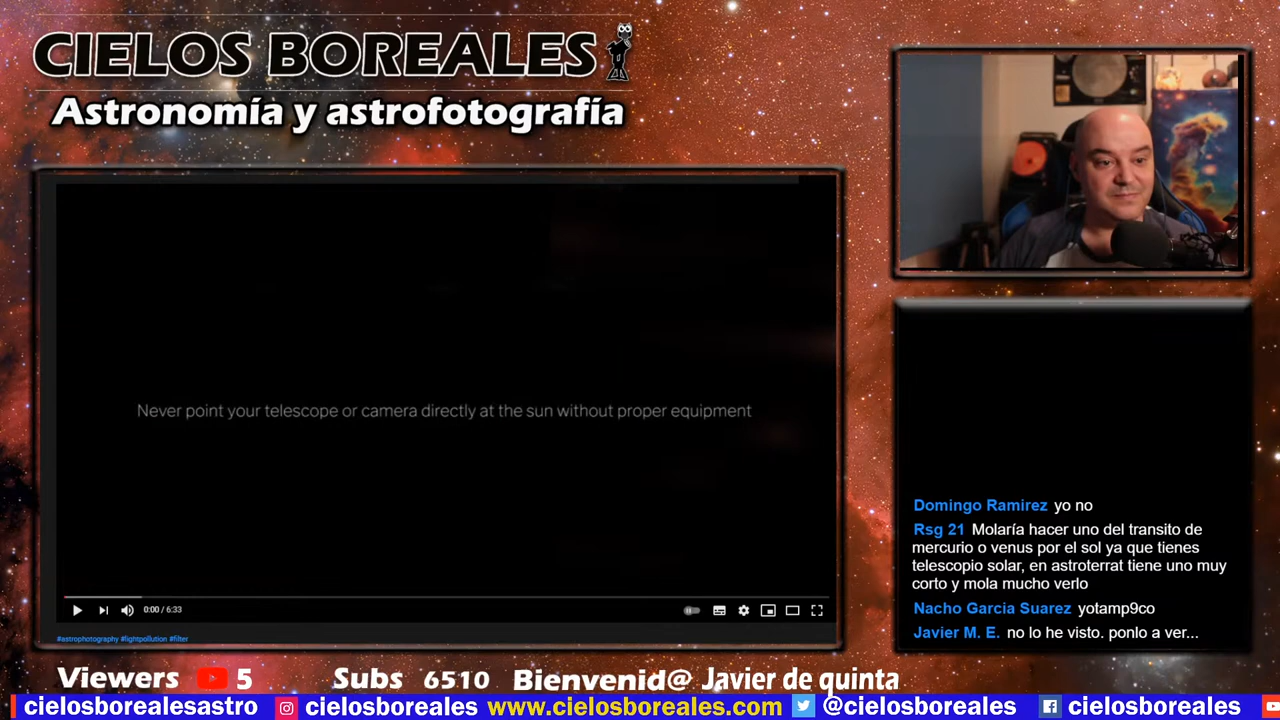 CIELOS BOREALES
Astronomía y astrofotografía
Never point your telescope or camera directly at the sun without proper equipment
0:00 / 6:33
#astrophotography #lightpollution #filter
Domingo Ramirez yo no
Rsg 21 Molaría hacer uno del transito de
mercurio o venus por el sol ya que tienes
telescopio solar, en astroterrat tiene uno muy
corto y mola mucho verlo
Nacho Garcia Suarez yotamp9co
Javier M. E. no lo he visto. ponlo a ver...
Viewers 5 Subs 6510 Bienvenid@ Javier de quinta
cielosborealesastro cielosboreales www.cielosboreales.com @cielosboreales cielosboreales